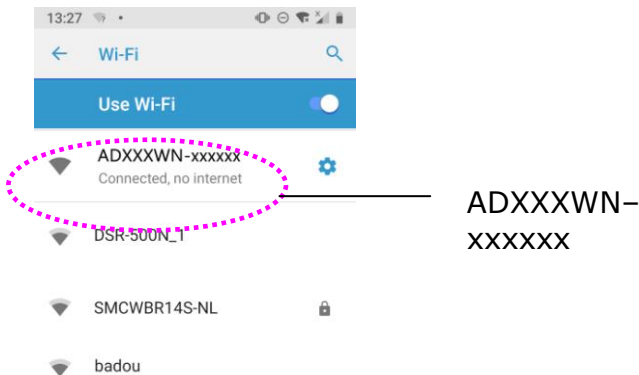 13:27
Wi-Fi
Use Wi-Fi
ADXXXWN-xxxxxx
Connected, no internet
ADXXXWN–
xxxxxx
DSR-500N_1
SMCWBR14S-NL
badou